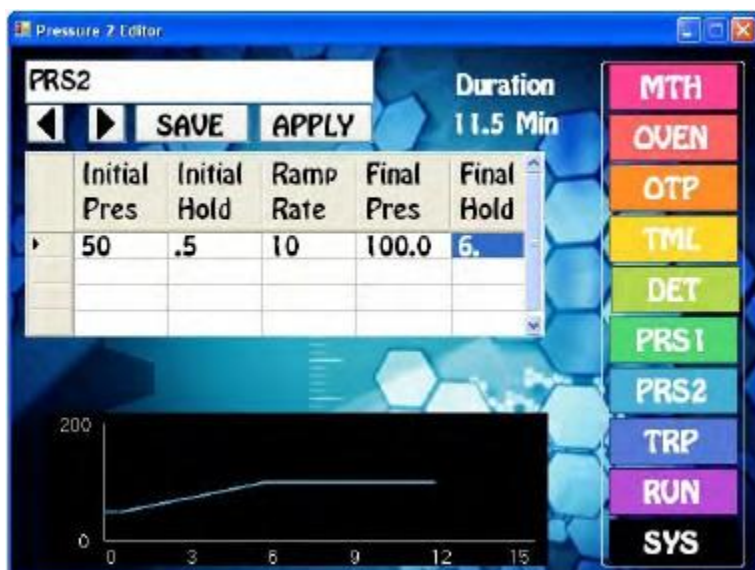 Pressure 2 Editor
PRS2
SAVE APPLY
Duration
11.5 Min
Initial Pres Initial Hold Ramp Rate Final Pres Final Hold
50 .5 10 100.0 6.
MTH
OVEN
OTP
TML
DET
PRS1
PRS2
TRP
RUN
SYS
200
0
0 3 6 9 12 15